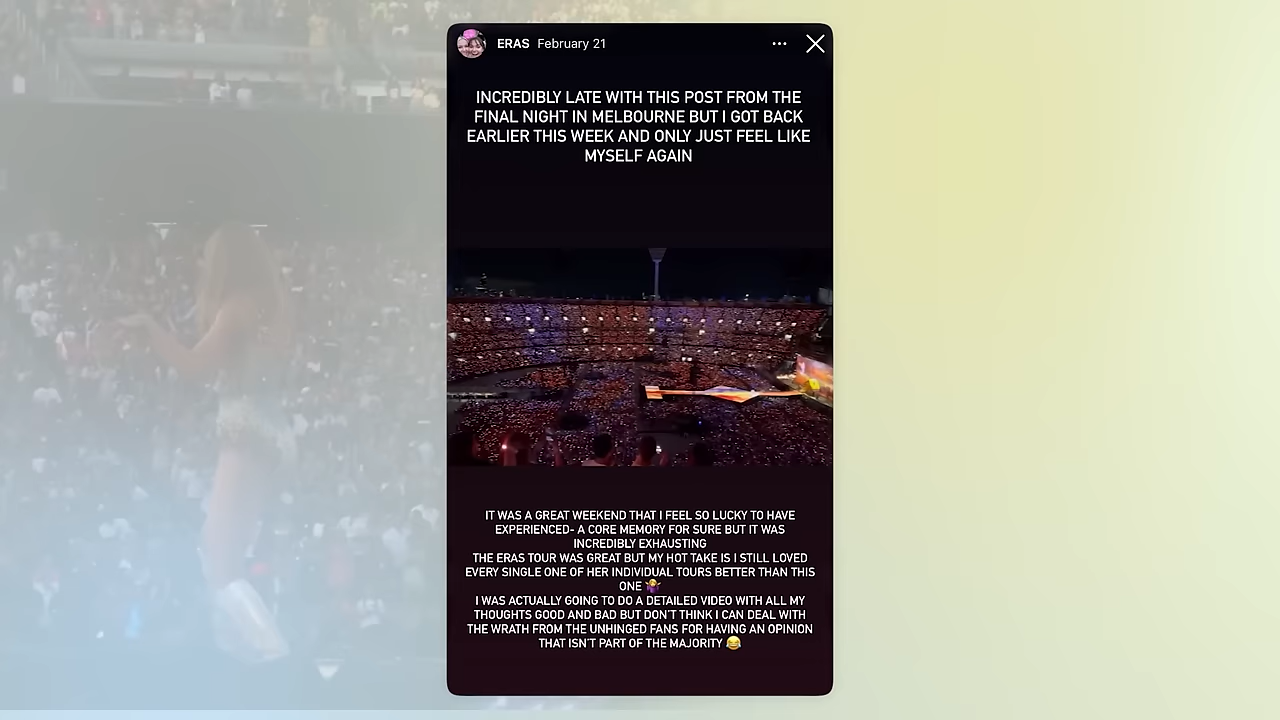 ERAS February 21
INCREDIBLY LATE WITH THIS POST FROM THE
FINAL NIGHT IN MELBOURNE BUT I GOT BACK
EARLIER THIS WEEK AND ONLY JUST FEEL LIKE
MYSELF AGAIN
IT WAS A GREAT WEEKEND THAT I FEEL SO LUCKY TO HAVE
EXPERIENCED- A CORE MEMORY FOR SURE BUT IT WAS
INCREDIBLY EXHAUSTING
THE ERAS TOUR WAS GREAT BUT MY HOT TAKE IS I STILL LOVED
EVERY SINGLE ONE OF HER INDIVIDUAL TOURS BETTER THAN THIS
ONE 🤷‍♀️
I WAS ACTUALLY GOING TO DO A DETAILED VIDEO WITH ALL MY
THOUGHTS GOOD AND BAD BUT DON'T THINK I CAN DEAL WITH
THE WRATH FROM THE UNHINGED FANS FOR HAVING AN OPINION
THAT ISN'T PART OF THE MAJORITY 😂